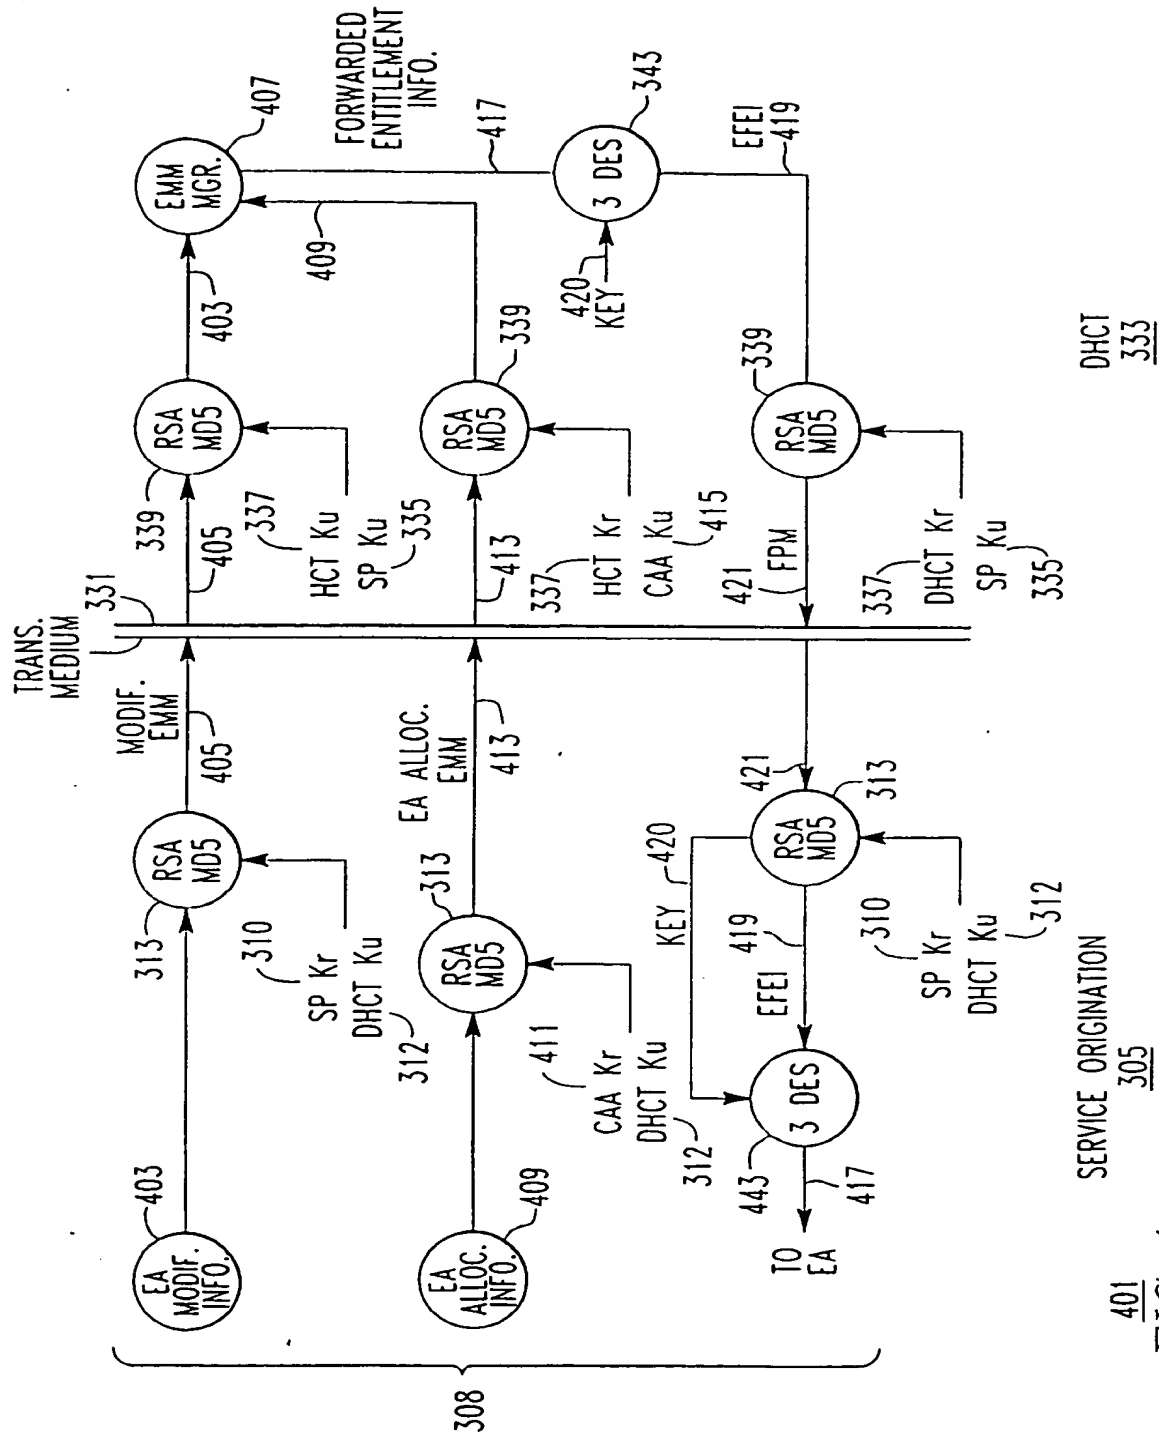 TRANS.
MEDIUM
331
308
EA
MODIF.
INFO.
403
313
RSA
MD5
310
SP Kr
DHCT Ku
312
MODIF.
EMM
405
405
339
RSA
MD5
337
HCT Ku
SP Ku
335
403
EMM
MGR.
407
409
FORWARDED
ENTITLEMENT
INFO.
417
EA
ALLOC.
INFO.
409
313
RSA
MD5
411
CAA Kr
DHCT Ku
312
EA ALLOC.
EMM
413
413
339
RSA
MD5
337
HCT Kr
CAA Ku
415
420
KEY
3 DES
343
EFEI
419
TO
EA
417
443
3 DES
KEY
420
EFEI
419
421
RSA
MD5
313
310
SP Kr
DHCT Ku
312
421
FPM
339
RSA
MD5
337
DHCT Kr
SP Ku
335
SERVICE ORIGINATION
305
DHCT
333
401